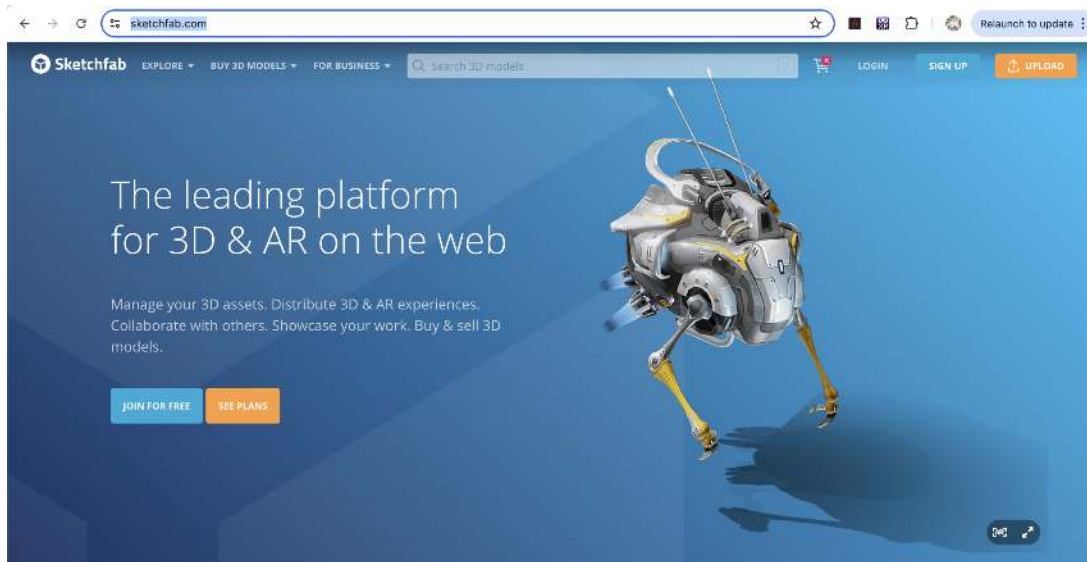 sketchfab.com
Relaunch to update
Sketchfab EXPLORE BUY 3D MODELS FOR BUSINESS Search 3D models LOGIN SIGN UP UPLOAD
The leading platform
for 3D & AR on the web
Manage your 3D assets. Distribute 3D & AR experiences.
Collaborate with others. Showcase your work. Buy & sell 3D
models.
JOIN FOR FREE SEE PLANS